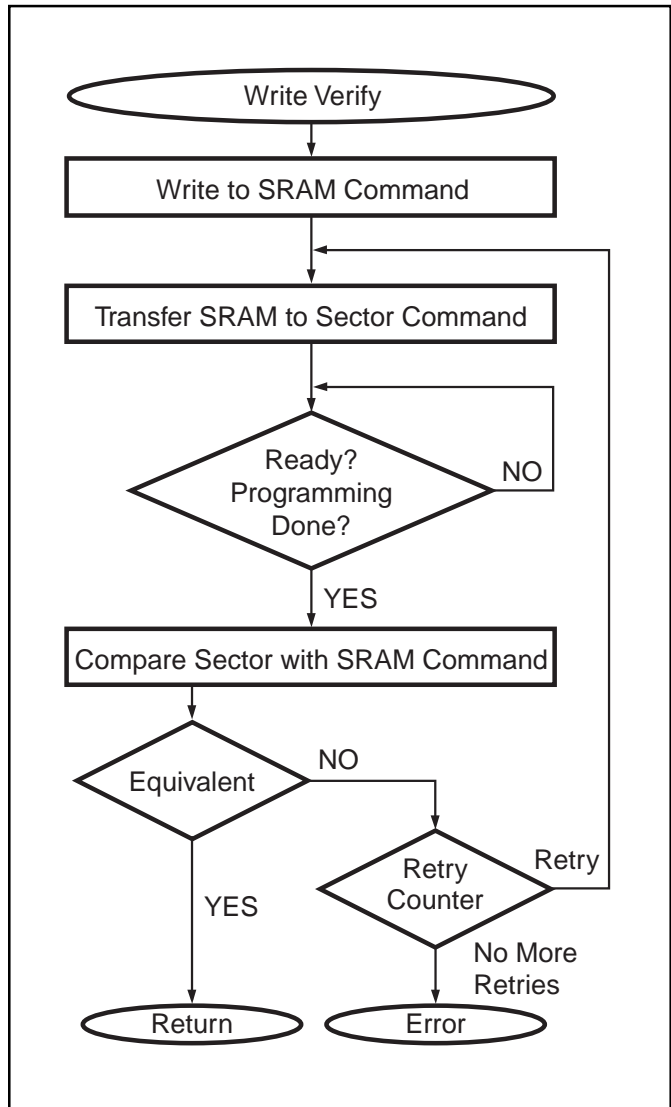 Write Verify
Write to SRAM Command
Transfer SRAM to Sector Command
Ready?
Programming
Done?
NO
YES
Compare Sector with SRAM Command
Equivalent
NO
Retry
Counter
Retry
YES
No More
Retries
Return
Error